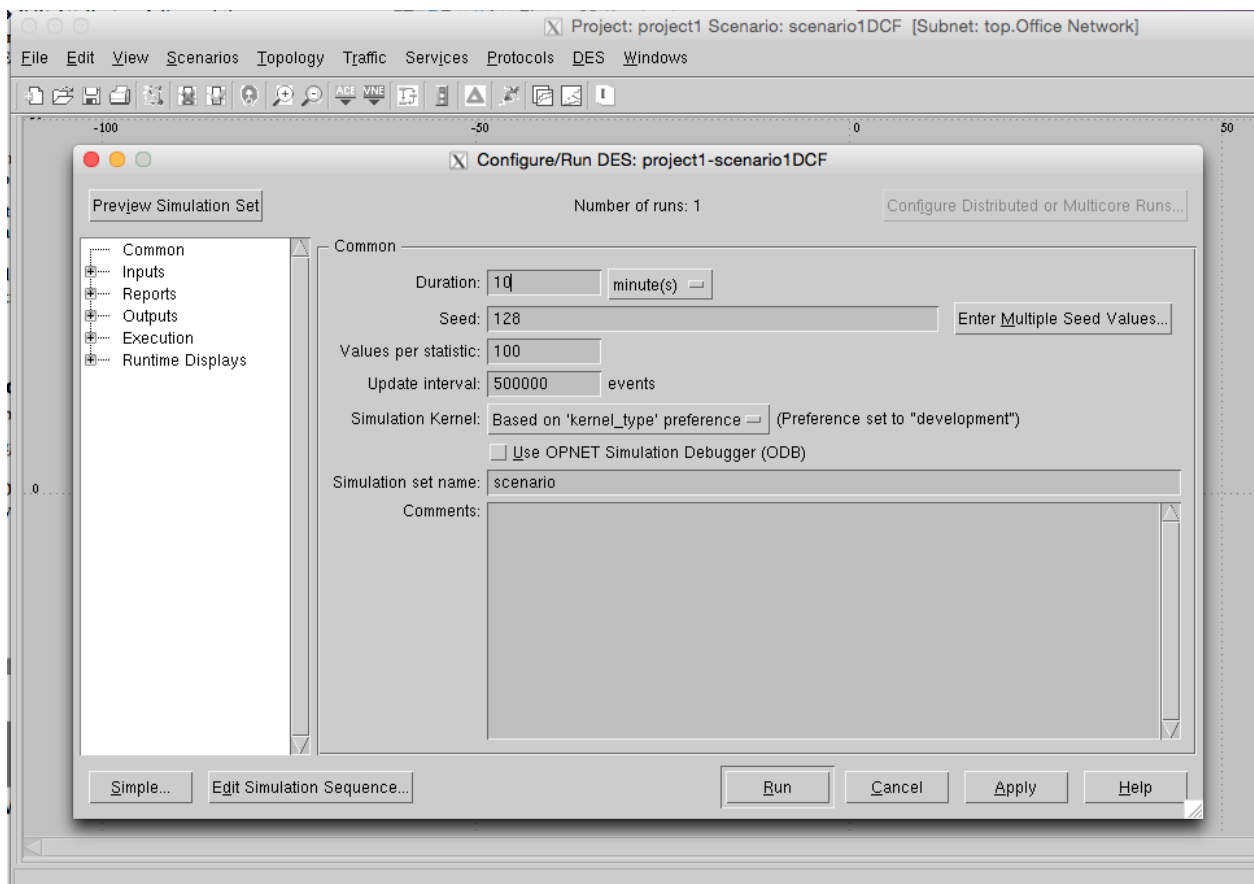 Project: project1 Scenario: scenario1DCF [Subnet: top.Office Network]
File Edit View Scenarios Topology Traffic Services Protocols DES Windows
ACE VNE
-100 -50 0 50
Configure/Run DES: project1-scenario1DCF
Preview Simulation Set Number of runs: 1 Configure Distributed or Multicore Runs...
Common
Inputs
Reports
Outputs
Execution
Runtime Displays
Common
Duration: 10 minute(s)
Seed: 128 Enter Multiple Seed Values...
Values per statistic: 100
Update interval: 500000 events
Simulation Kernel: Based on 'kernel_type' preference (Preference set to "development")
Use OPNET Simulation Debugger (ODB)
Simulation set name: scenario
Comments:
0
Simple... Edit Simulation Sequence... Run Cancel Apply Help